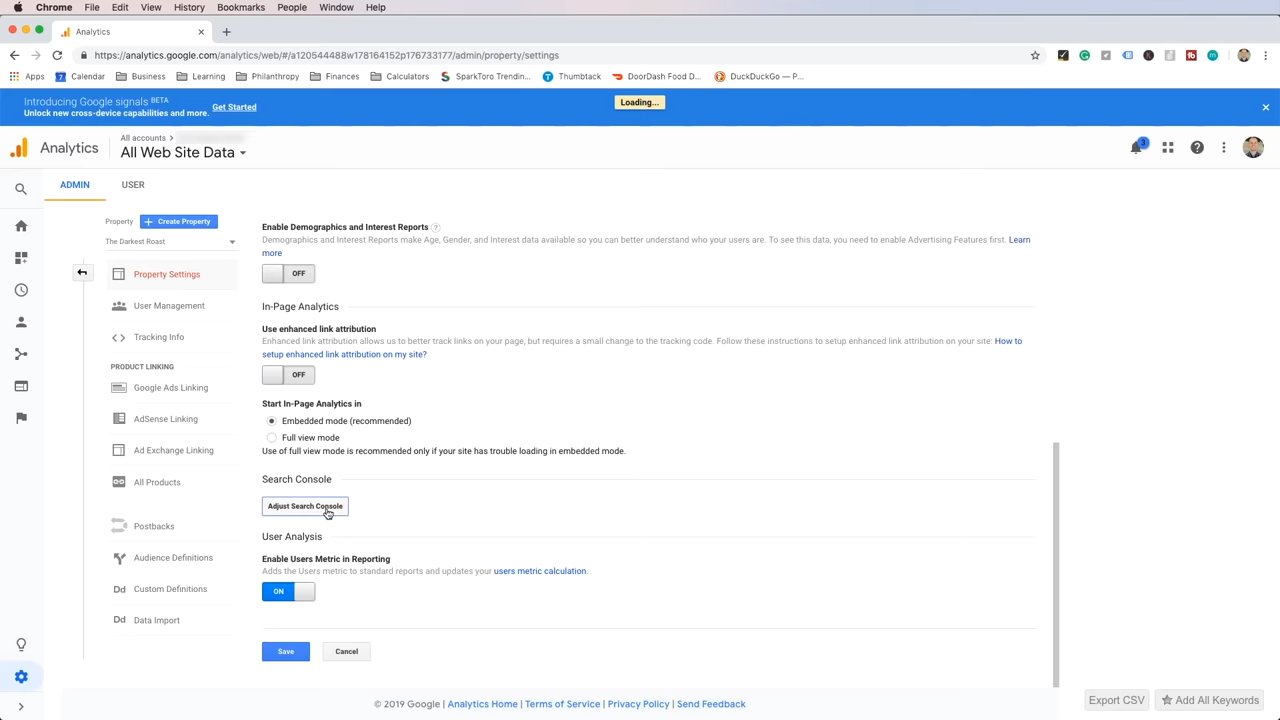 Chrome File Edit View History Bookmarks People Window Help
Analytics
https://analytics.google.com/analytics/web/#/a120544488w178164152p176733177/admin/property/settings
Apps Calendar Business Learning Philanthropy Finances Calculators SparkToro Trendin... Thumbtack DoorDash Food D... DuckDuckGo — P...
Introducing Google signals BETA
Unlock new cross-device capabilities and more. Get Started
Loading...
Analytics
All accounts >
All Web Site Data
3
ADMIN USER
Property + Create Property
The Darkest Roast
Property Settings
User Management
Tracking Info
PRODUCT LINKING
Google Ads Linking
AdSense Linking
Ad Exchange Linking
All Products
Postbacks
Audience Definitions
Dd Custom Definitions
Dd Data Import
Enable Demographics and Interest Reports ?
Demographics and Interest Reports make Age, Gender, and Interest data available so you can better understand who your users are. To see this data, you need to enable Advertising Features first. Learn
more
OFF
In-Page Analytics
Use enhanced link attribution
Enhanced link attribution allows us to better track links on your page, but requires a small change to the tracking code. Follow these instructions to setup enhanced link attribution on your site: How to
setup enhanced link attribution on my site?
OFF
Start In-Page Analytics in
Embedded mode (recommended)
Full view mode
Use of full view mode is recommended only if your site has trouble loading in embedded mode.
Search Console
Adjust Search Console
User Analysis
Enable Users Metric in Reporting
Adds the Users metric to standard reports and updates your users metric calculation.
ON
Save Cancel
© 2019 Google | Analytics Home | Terms of Service | Privacy Policy | Send Feedback
Export CSV Add All Keywords